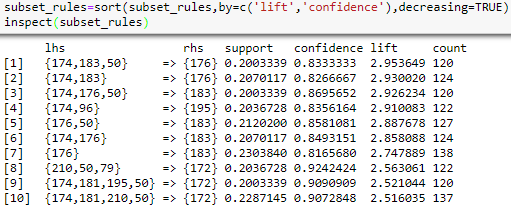 subset_rules=sort(subset_rules,by=c('lift','confidence'),decreasing=TRUE)
inspect(subset_rules)
lhs rhs support confidence lift count
[1] {174,183,50} => {176} 0.2003339 0.8333333 2.953649 120
[2] {174,183} => {176} 0.2070117 0.8266667 2.930020 124
[3] {174,176,50} => {183} 0.2003339 0.8695652 2.926234 120
[4] {174,96} => {195} 0.2036728 0.8356164 2.910083 122
[5] {176,50} => {183} 0.2120200 0.8581081 2.887678 127
[6] {174,176} => {183} 0.2070117 0.8493151 2.858088 124
[7] {176} => {183} 0.2303840 0.8165680 2.747889 138
[8] {210,50,79} => {172} 0.2036728 0.9242424 2.563061 122
[9] {174,181,195,50} => {172} 0.2003339 0.9090909 2.521044 120
[10] {174,181,210,50} => {172} 0.2287145 0.9072848 2.516035 137